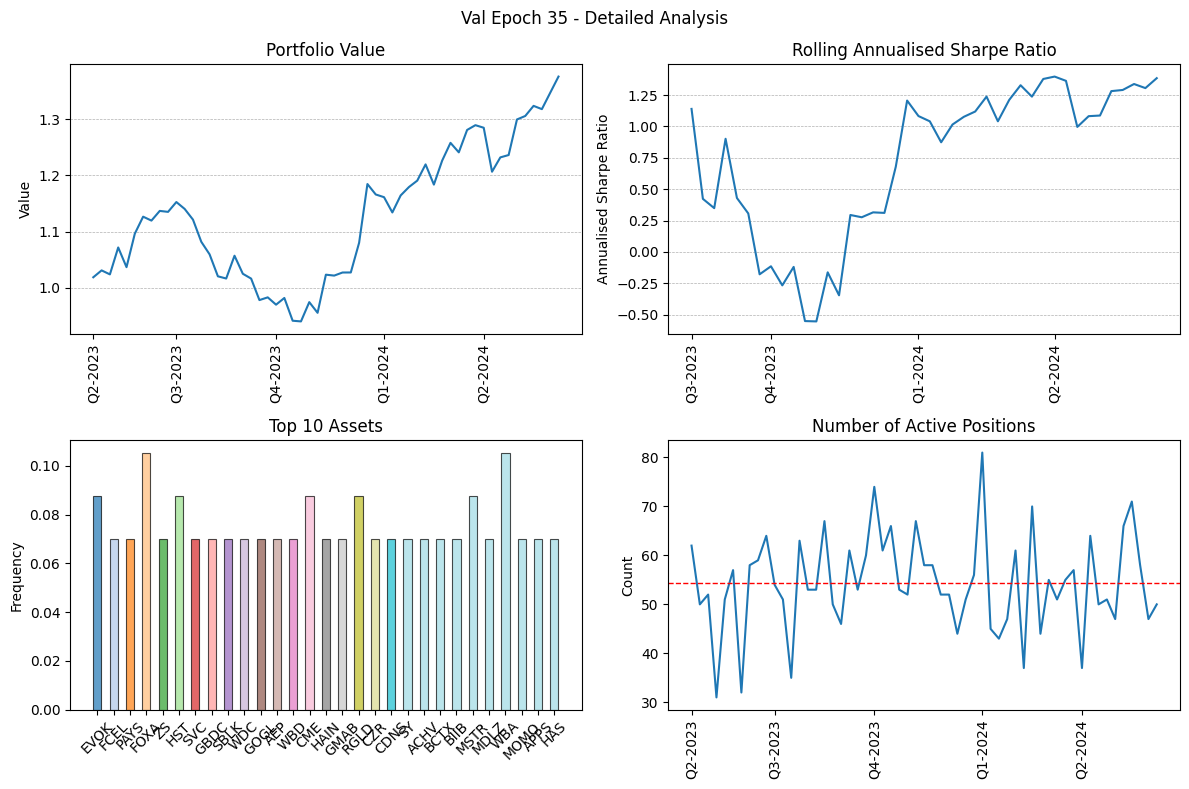 Val Epoch 35 - Detailed Analysis
Portfolio Value
Value
1.3
1.2
1.1
1.0
Q2-2023
Q3-2023
Q4-2023
Q1-2024
Q2-2024
Rolling Annualised Sharpe Ratio
Annualised Sharpe Ratio
1.25
1.00
0.75
0.50
0.25
0.00
−0.25
−0.50
Q3-2023
Q4-2023
Q1-2024
Q2-2024
Top 10 Assets
Frequency
0.10
0.08
0.06
0.04
0.02
0.00
EVOK
FCEL
PAYS
FOXA
ZS
HST
SVC
GBDC
SBLK
WDC
GOGL
AEP
WBD
CME
HAIN
GMAB
RGLD
CZR
CDNS
SY
ACHV
BCTX
BIIB
MSTR
MDLZ
WBA
MOMO
APPS
HAS
Number of Active Positions
Count
80
70
60
50
40
30
Q2-2023
Q3-2023
Q4-2023
Q1-2024
Q2-2024